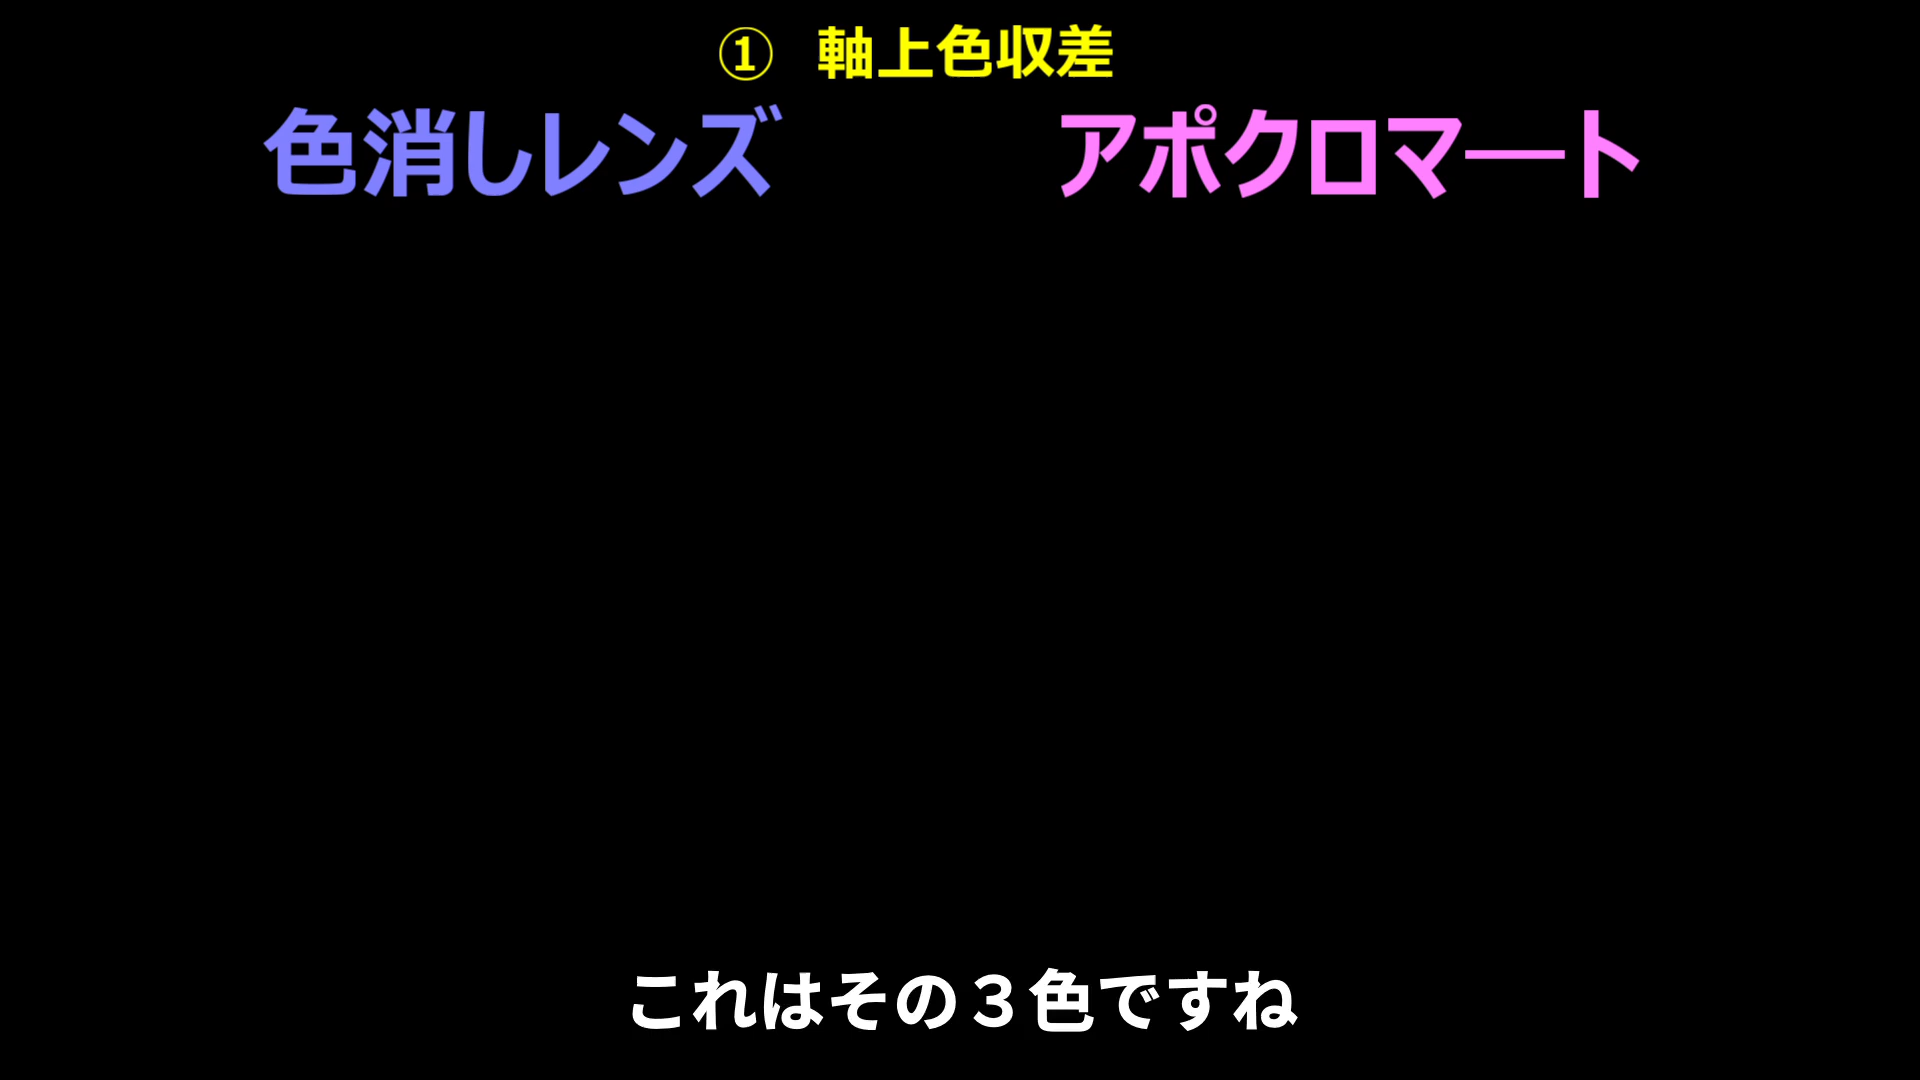 ① 軸上色収差
色消しレンズ アポクロマート
これはその３色ですね